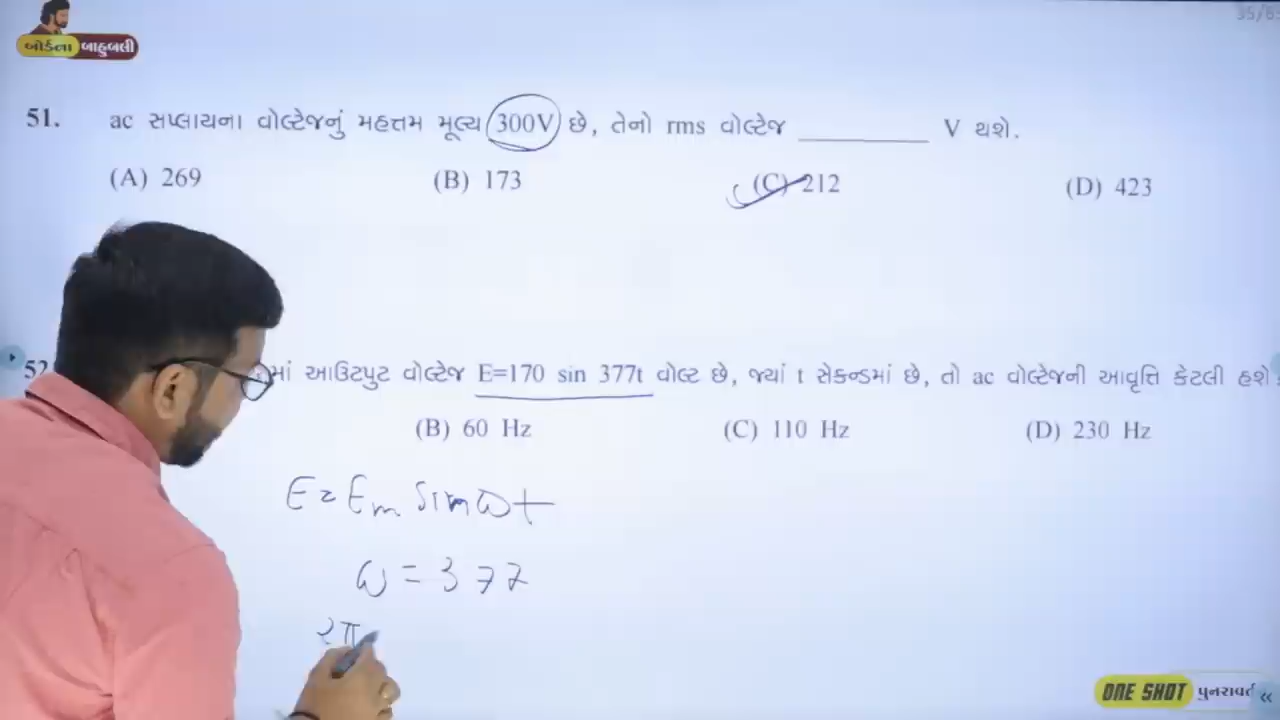 બોર્ડના બાહુબલી
51. ac સપ્લાયના વોલ્ટેજનું મહત્તમ મૂલ્ય 300V છે, તેનો rms વોલ્ટેજ __________ V થશે.
(A) 269 (B) 173 (C) 212 (D) 423
52 માં આઉટપુટ વોલ્ટેજ E=170 sin 377t વોલ્ટ છે, જ્યાં t સેકન્ડમાં છે, તો ac વોલ્ટેજની આવૃત્તિ કેટલી હશે
(B) 60 Hz (C) 110 Hz (D) 230 Hz
E = Em sin ωt
ω = 377
2π
ONE SHOT પુનરાવર્ત